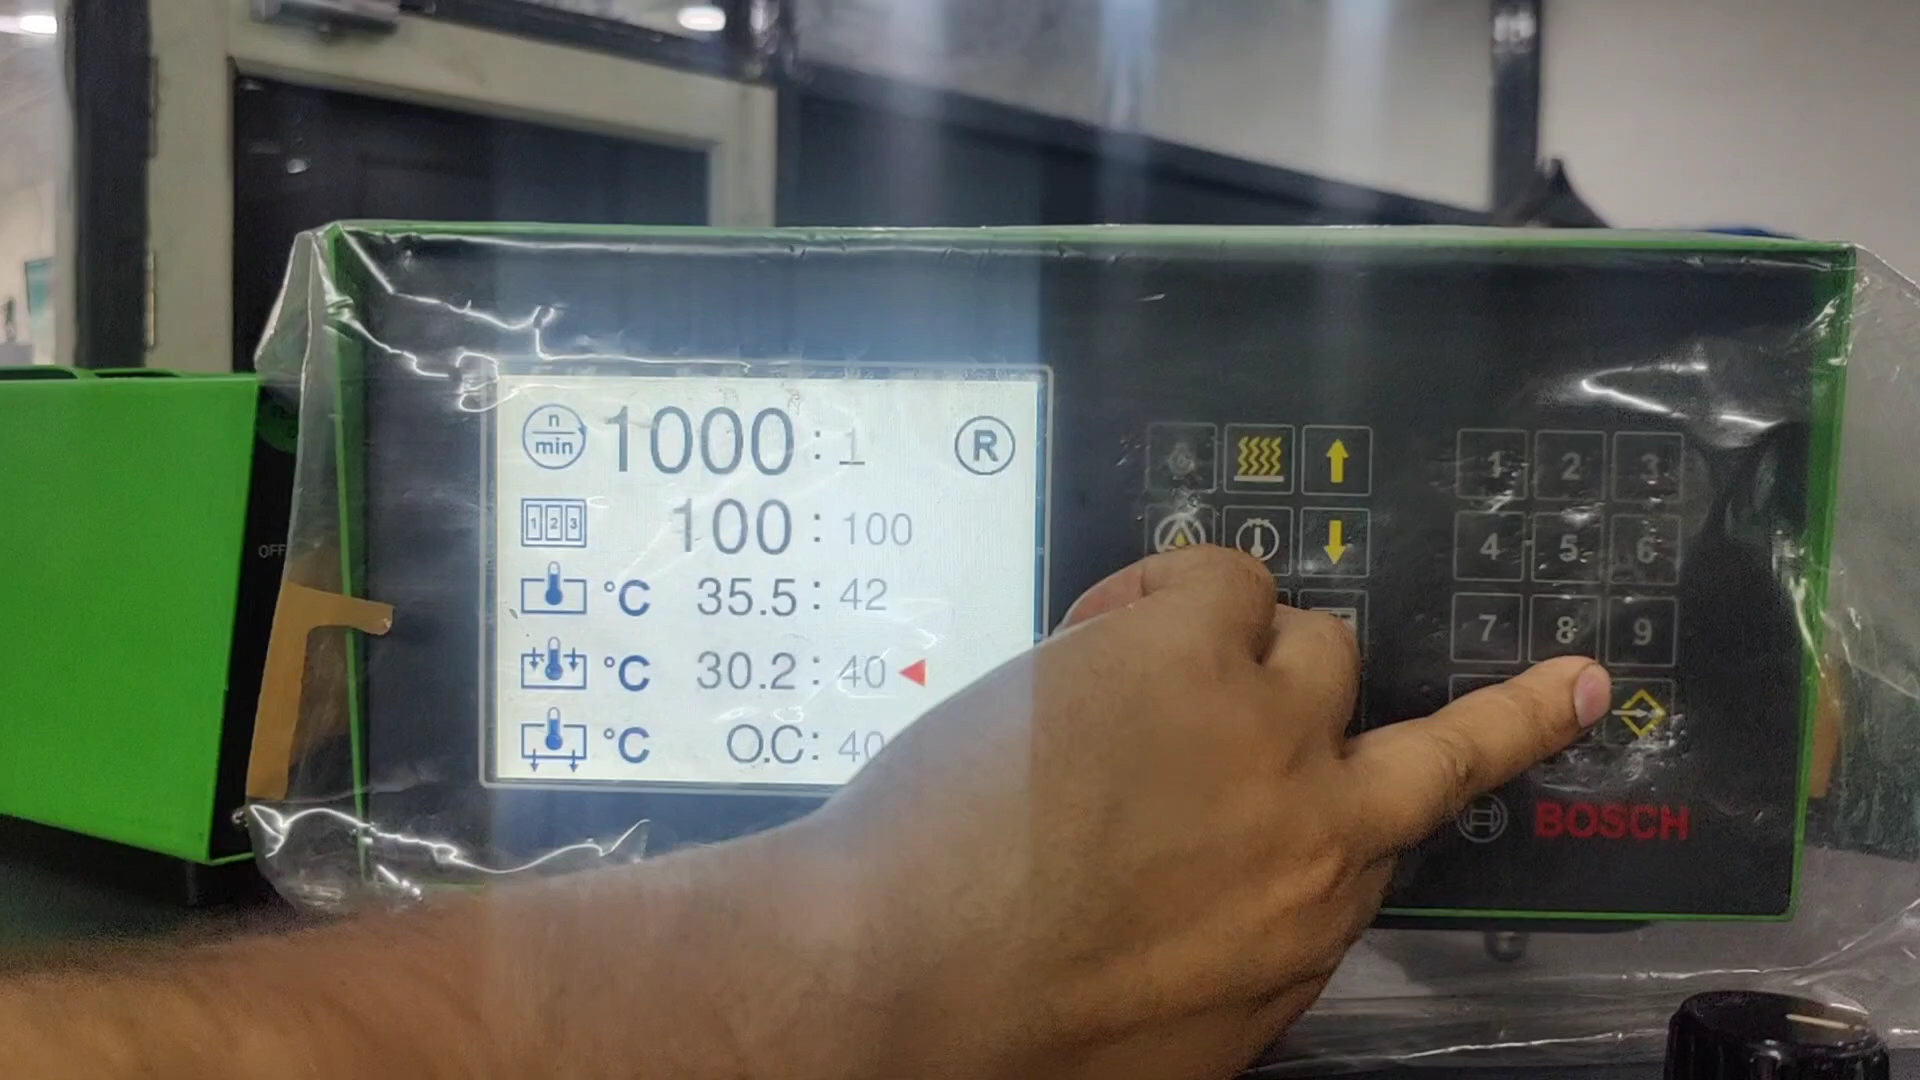 n
min 1000 : 1 R
1 2 3 100 : 100
°C 35.5 : 42
°C 30.2 : 40
°C O.C : 40
OFF
1 2 3
4 5 6
7 8 9
BOSCH